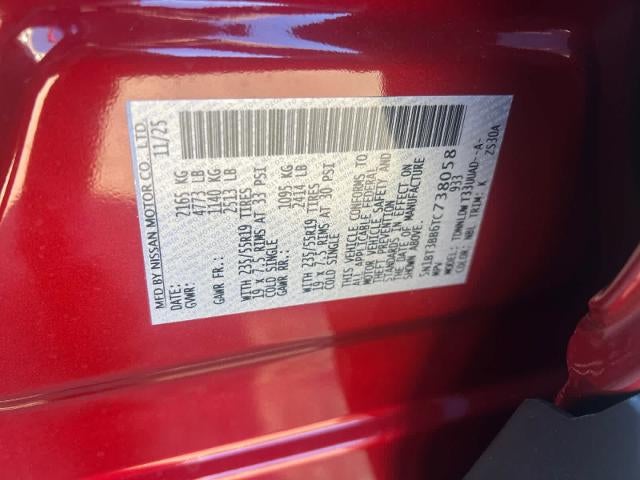 MFD BY NISSAN MOTOR CO., LTD.
DATE: 11/25
GVWR: 2165 KG
4773 LB
GAWR FR.: 1140 KG
2513 LB
WITH 235/55R19 TIRES
19 X 7.5 RIMS AT 33 PSI
COLD SINGLE
GAWR RR.: 1095 KG
2414 LB
WITH 235/55R19 TIRES
19 X 7.5 RIMS AT 30 PSI
COLD SINGLE
THIS VEHICLE CONFORMS TO
ALL APPLICABLE FEDERAL
MOTOR VEHICLE SAFETY AND
THEFT PREVENTION
STANDARDS IN EFFECT ON
THE DATE OF MANUFACTURE
SHOWN ABOVE.
5N1BT3BB6TC738058
MPV 933
MODEL:
COLOR: NBL TRIM: K ZS30A